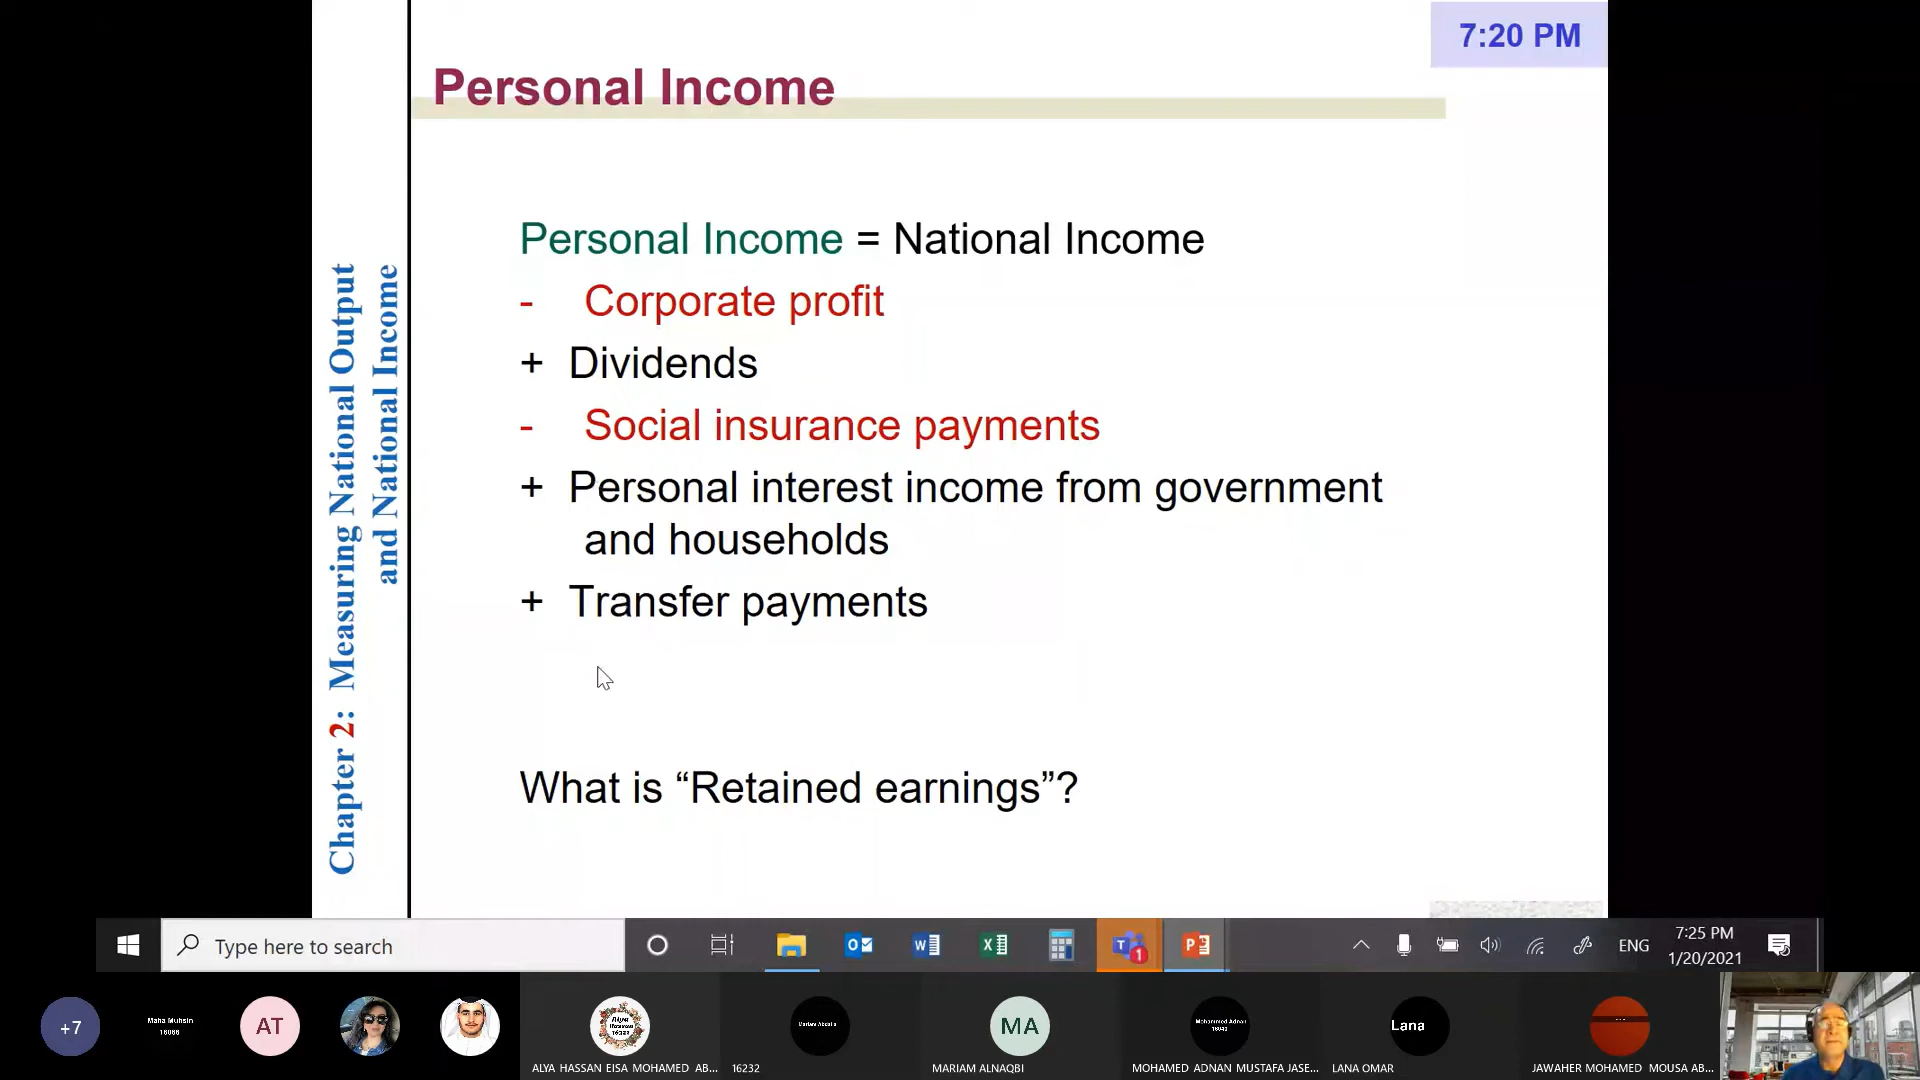 7:20 PM
Personal Income
Personal Income = National Income
- Corporate profit
+ Dividends
- Social insurance payments
+ Personal interest income from government
and households
+ Transfer payments
What is “Retained earnings”?
Chapter 2: Measuring National Output
and National Income
Type here to search
ENG
7:25 PM
1/20/2021
1
+7
Maha Muhsin
AT
MA
Lana
ALYA HASSAN EISA MOHAMED AB...
16232
MARIAM ALNAQBI
MOHAMED ADNAN MUSTAFA JASE...
LANA OMAR
JAWAHER MOHAMED MOUSA AB...